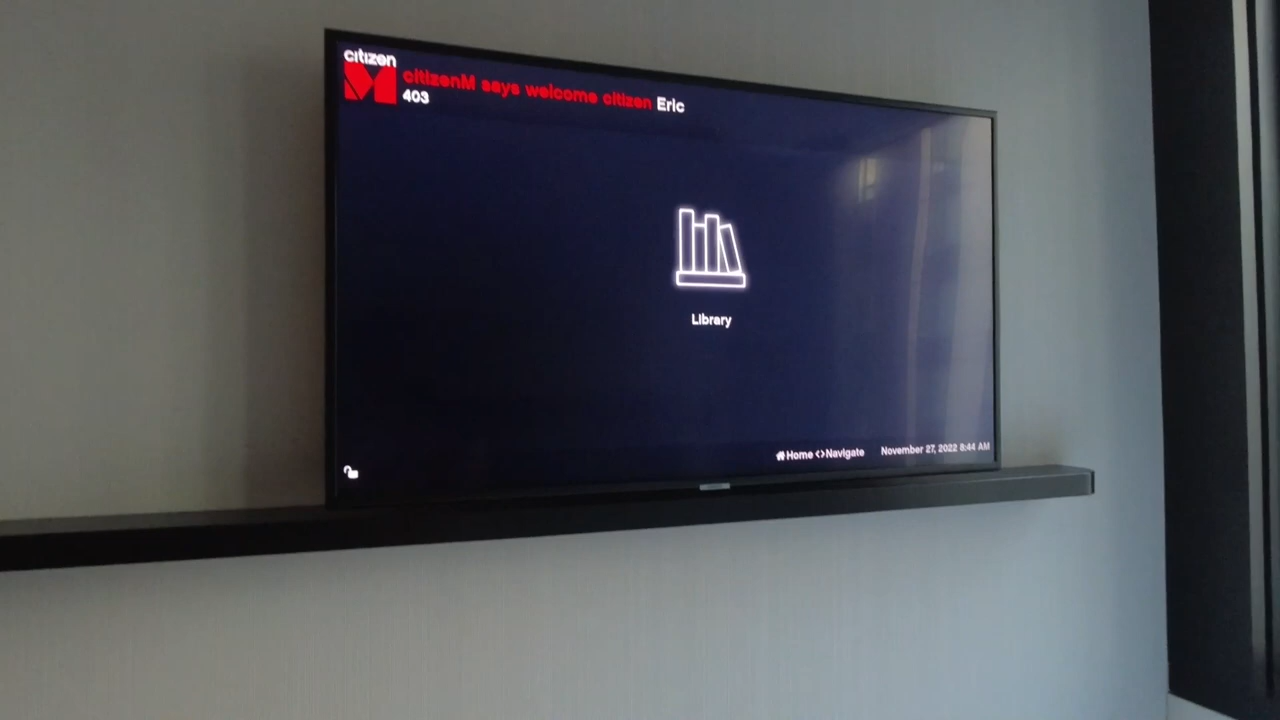 citizen
M
citizenM says welcome citizen Eric
403
Library
Home <>Navigate
November 27, 2022 8:44 AM